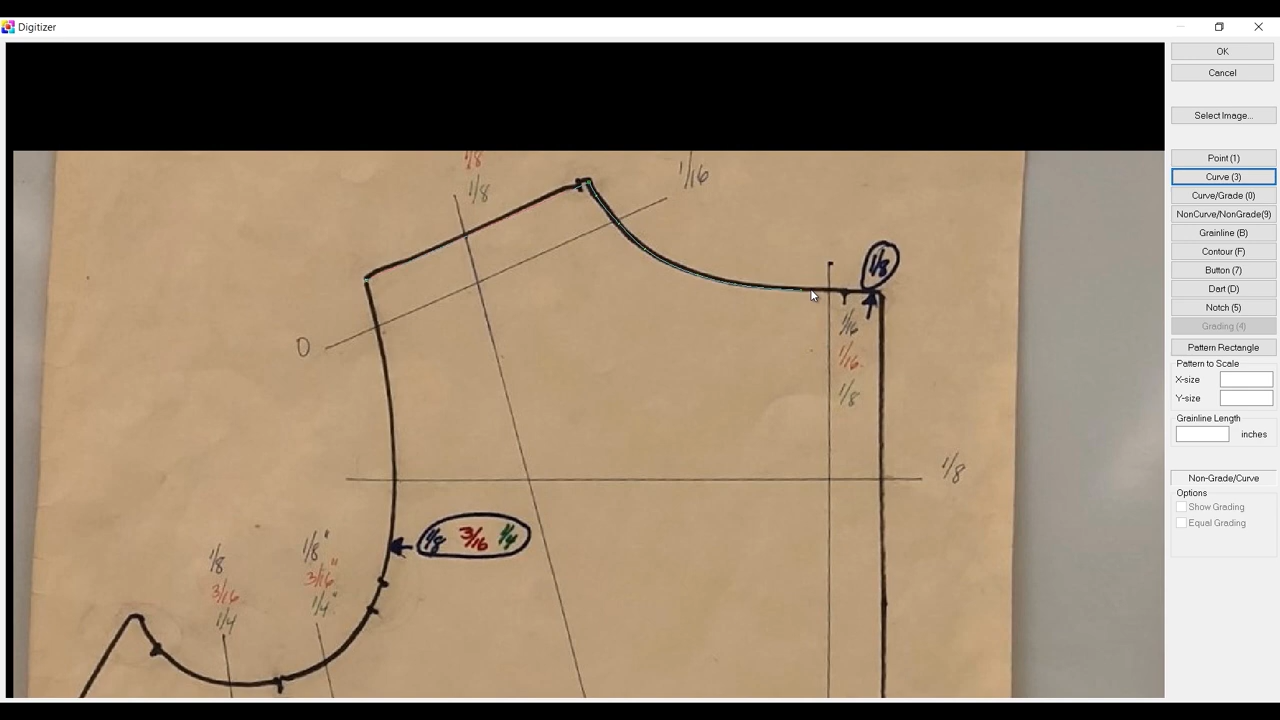 Digitizer
OK
Cancel
Select Image...
Point (1)
Curve (3)
Curve/Grade (0)
NonCurve/NonGrade(9)
Grainline (B)
Contour (F)
Button (7)
Dart (D)
Notch (5)
Grading (4)
Pattern Rectangle
Pattern to Scale
X-size
Y-size
Grainline Length
inches
Non-Grade/Curve
Options
Show Grading
Equal Grading
1/8
1/8
1/16
1/8
0
1/16
1/16
1/8
1/8
1/8 3/16 1/4
1/8
3/16
1/4
1/8"
3/16"
1/4"